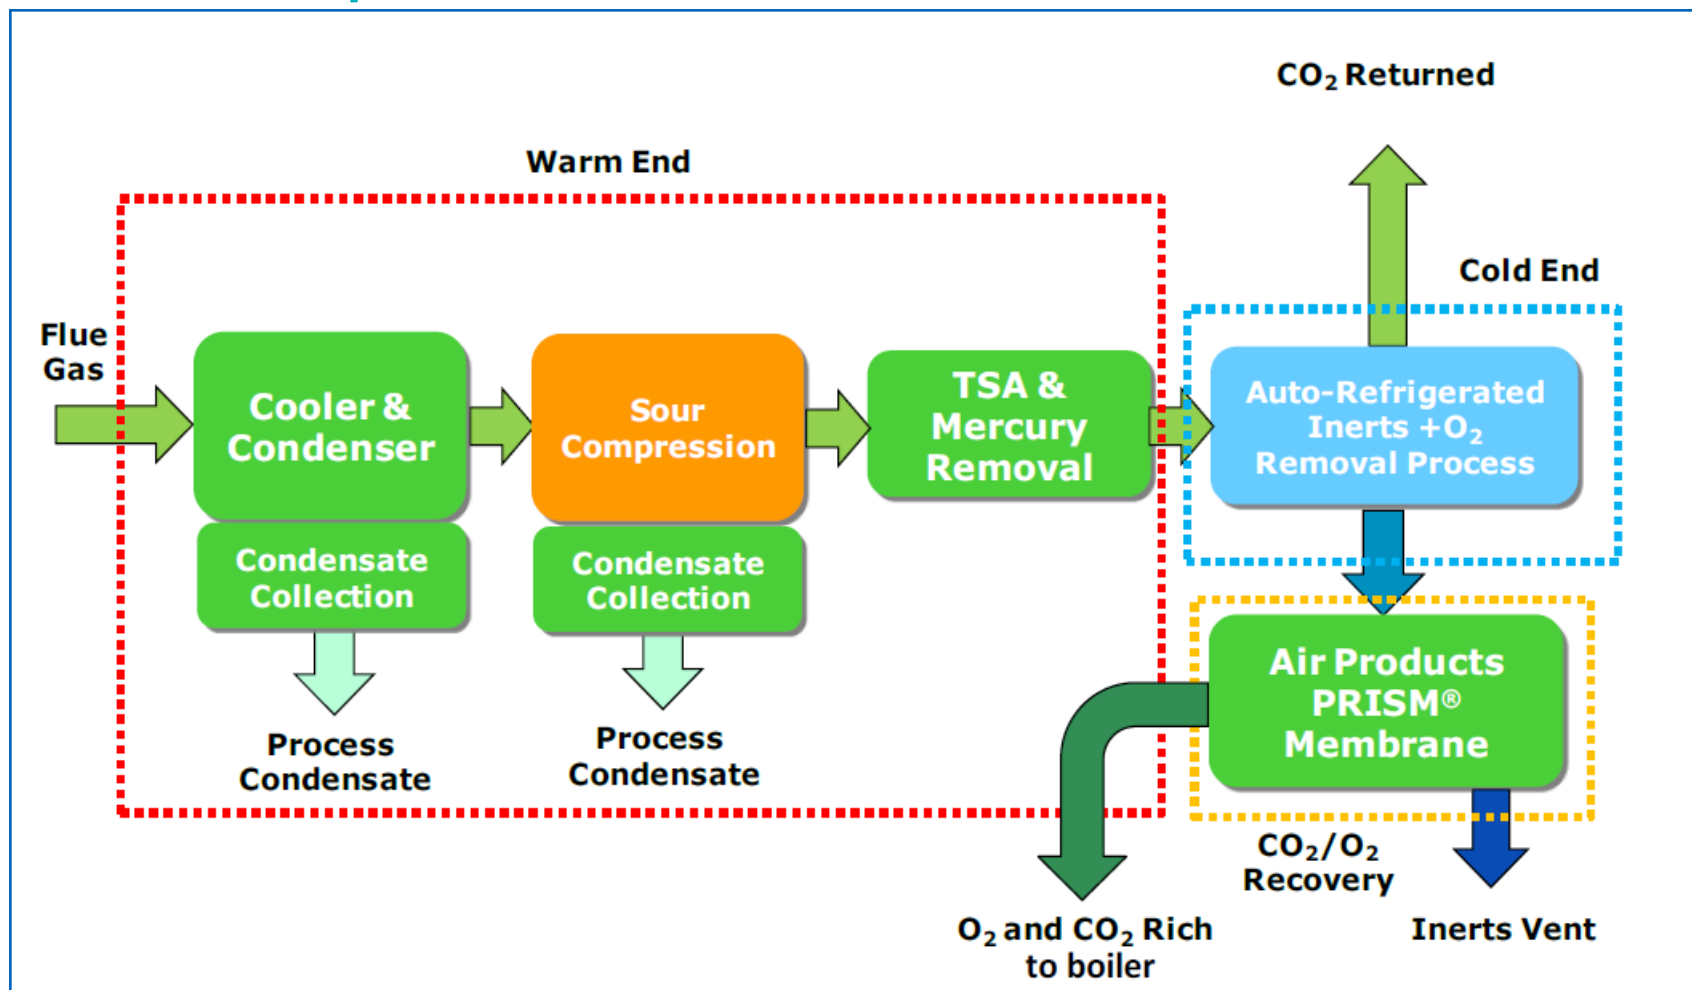 CO₂ Returned
Warm End
Cold End
Flue
Gas
Cooler &
Condenser
Sour
Compression
TSA &
Mercury
Removal
Auto-Refrigerated
Inerts +O₂
Removal Process
Condensate
Collection
Condensate
Collection
Process
Condensate
Process
Condensate
Air Products
PRISM®
Membrane
CO₂/O₂
Recovery
O₂ and CO₂ Rich
to boiler
Inerts Vent